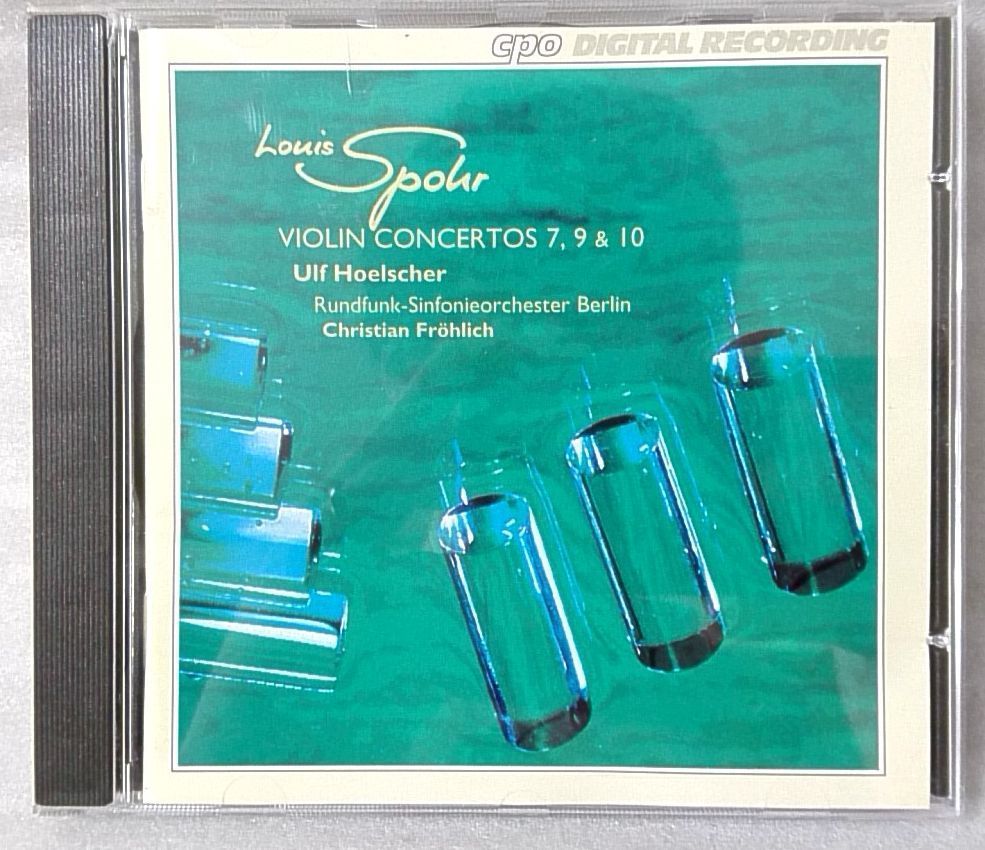 cpo DIGITAL RECORDING
Louis Spohr
VIOLIN CONCERTOS 7, 9 & 10
Ulf Hoelscher
Rundfunk-Sinfonieorchester Berlin
Christian Fröhlich